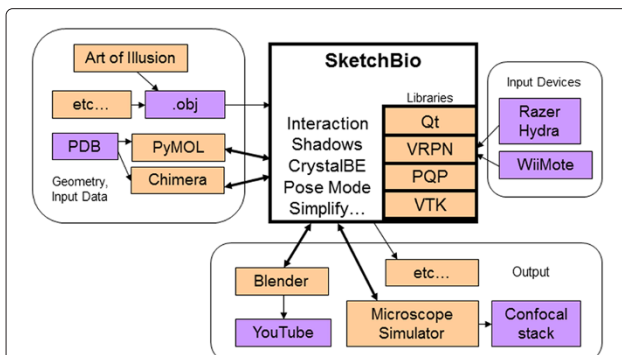 Art of Illusion
etc...
.obj
PDB
PyMOL
Chimera
Geometry,
Input Data
SketchBio
Interaction
Shadows
CrystalBE
Pose Mode
Simplify...
Libraries
Qt
VRPN
PQP
VTK
Input Devices
Razer
Hydra
WiiMote
Blender
YouTube
etc...
Output
Microscope
Simulator
Confocal
stack